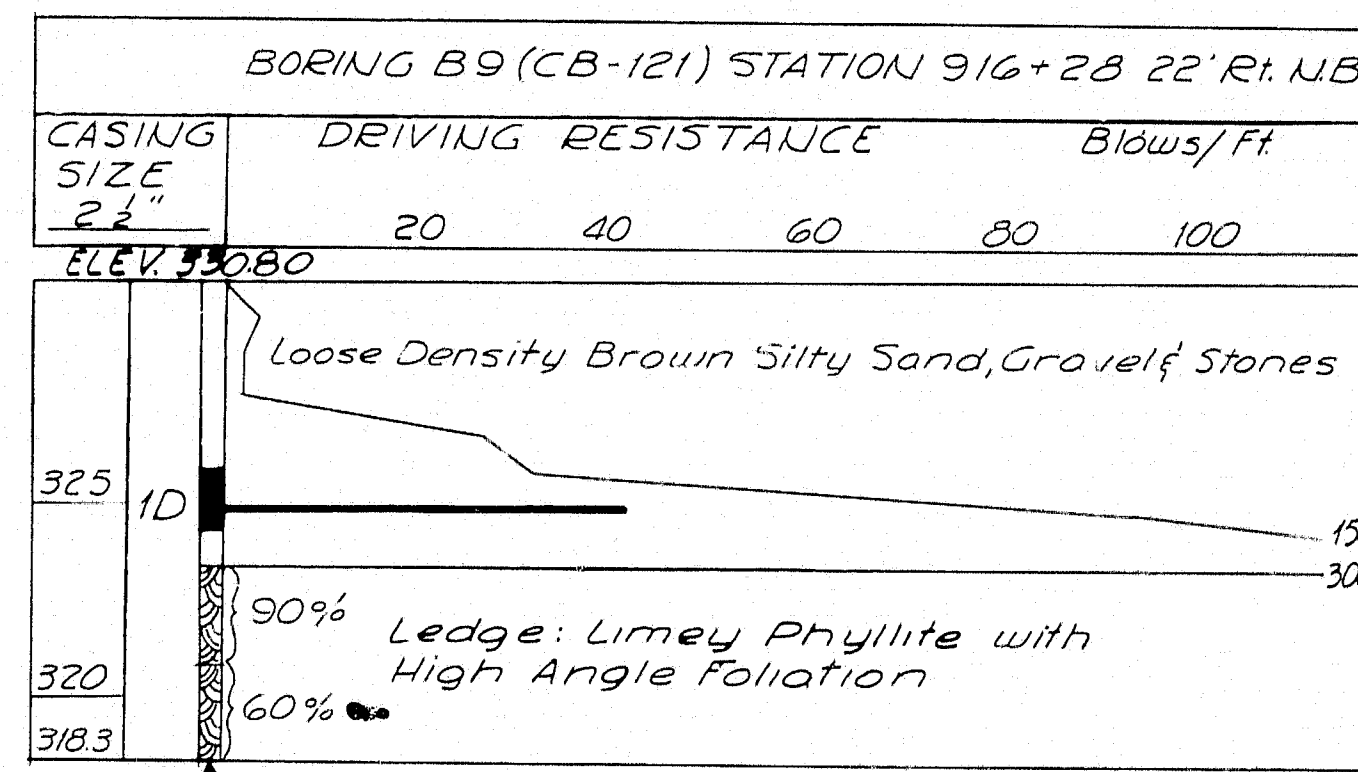 BORING B9 (CB-121) STATION 916+28 22' Rt. N.B
CASING SIZE 2½"
DRIVING RESISTANCE Blows/Ft.
20 40 60 80 100
ELEV. 330.80
Loose Density Brown Silty Sand, Gravel & Stones
325
1D
15
30
90%
Ledge: Limey Phyllite with
High Angle Foliation
320
60%
318.3